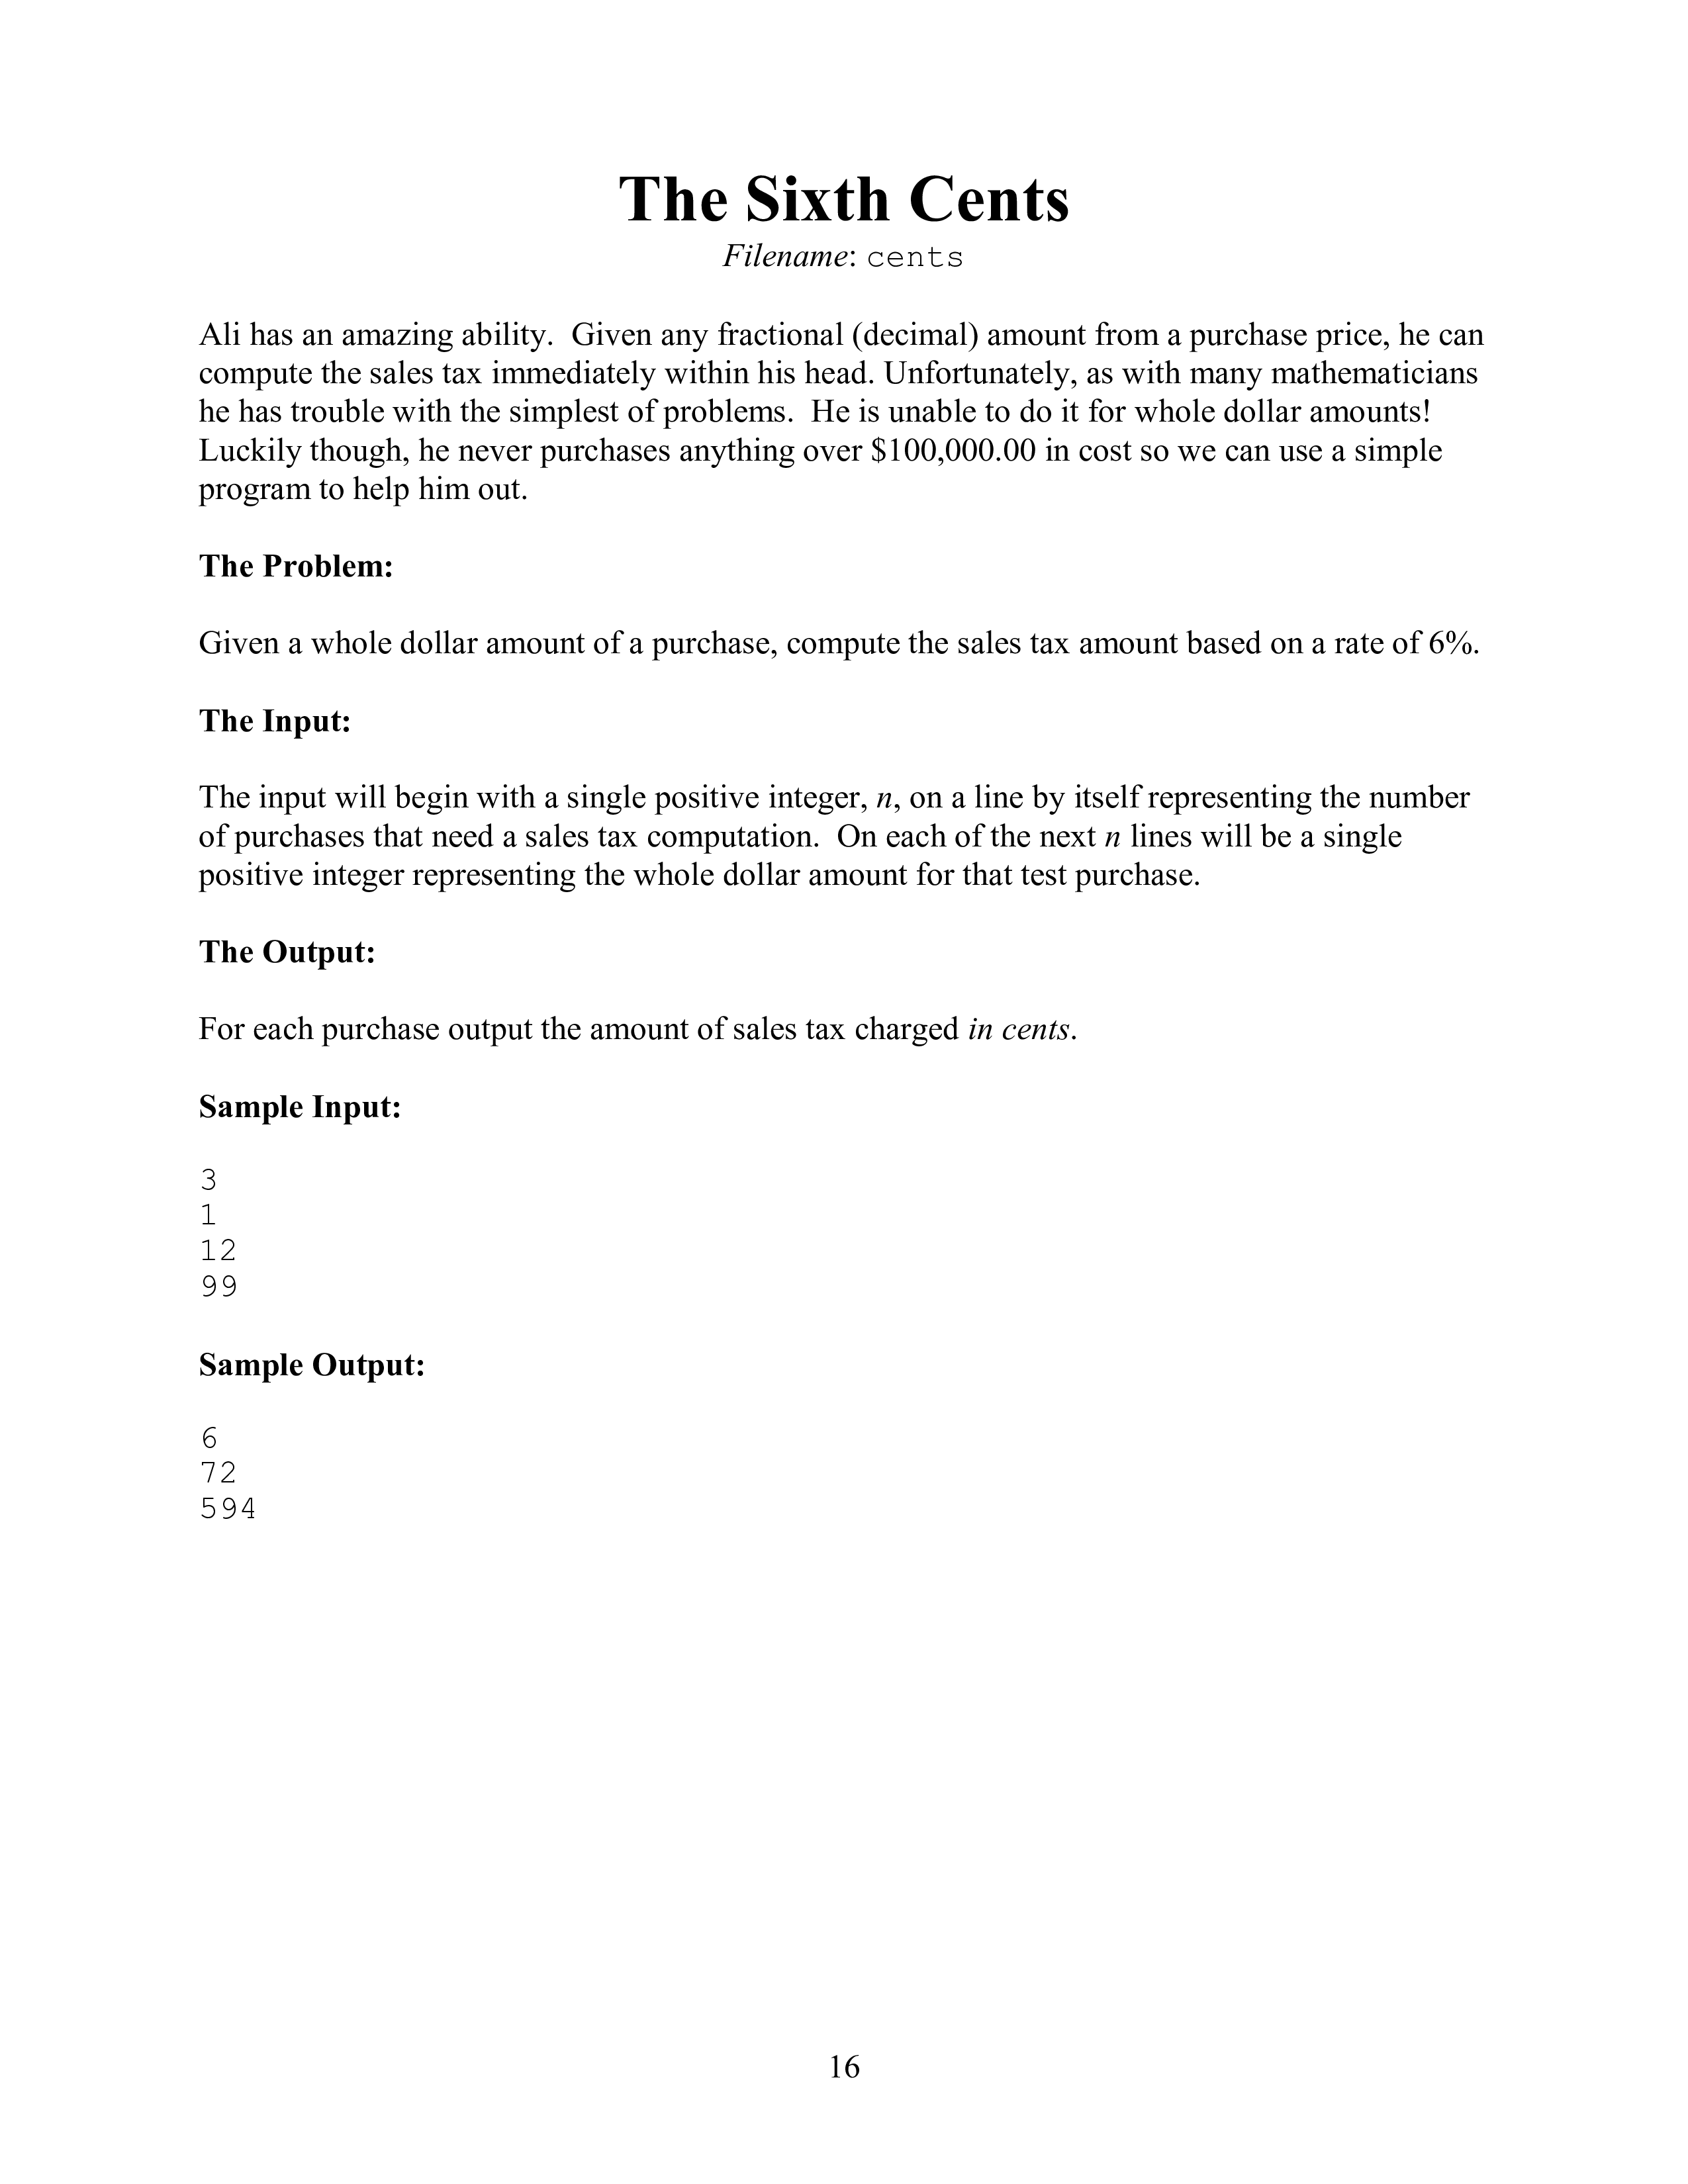 The Sixth Cents
Filename: cents
Ali has an amazing ability.  Given any fractional (decimal) amount from a purchase price, he can
compute the sales tax immediately within his head. Unfortunately, as with many mathematicians
he has trouble with the simplest of problems.  He is unable to do it for whole dollar amounts!
Luckily though, he never purchases anything over $100,000.00 in cost so we can use a simple
program to help him out.
The Problem:
Given a whole dollar amount of a purchase, compute the sales tax amount based on a rate of 6%.
The Input:
The input will begin with a single positive integer, n, on a line by itself representing the number
of purchases that need a sales tax computation.  On each of the next n lines will be a single
positive integer representing the whole dollar amount for that test purchase.
The Output:
For each purchase output the amount of sales tax charged in cents.
Sample Input:
3
1
12
99
Sample Output:
6
72
594
16